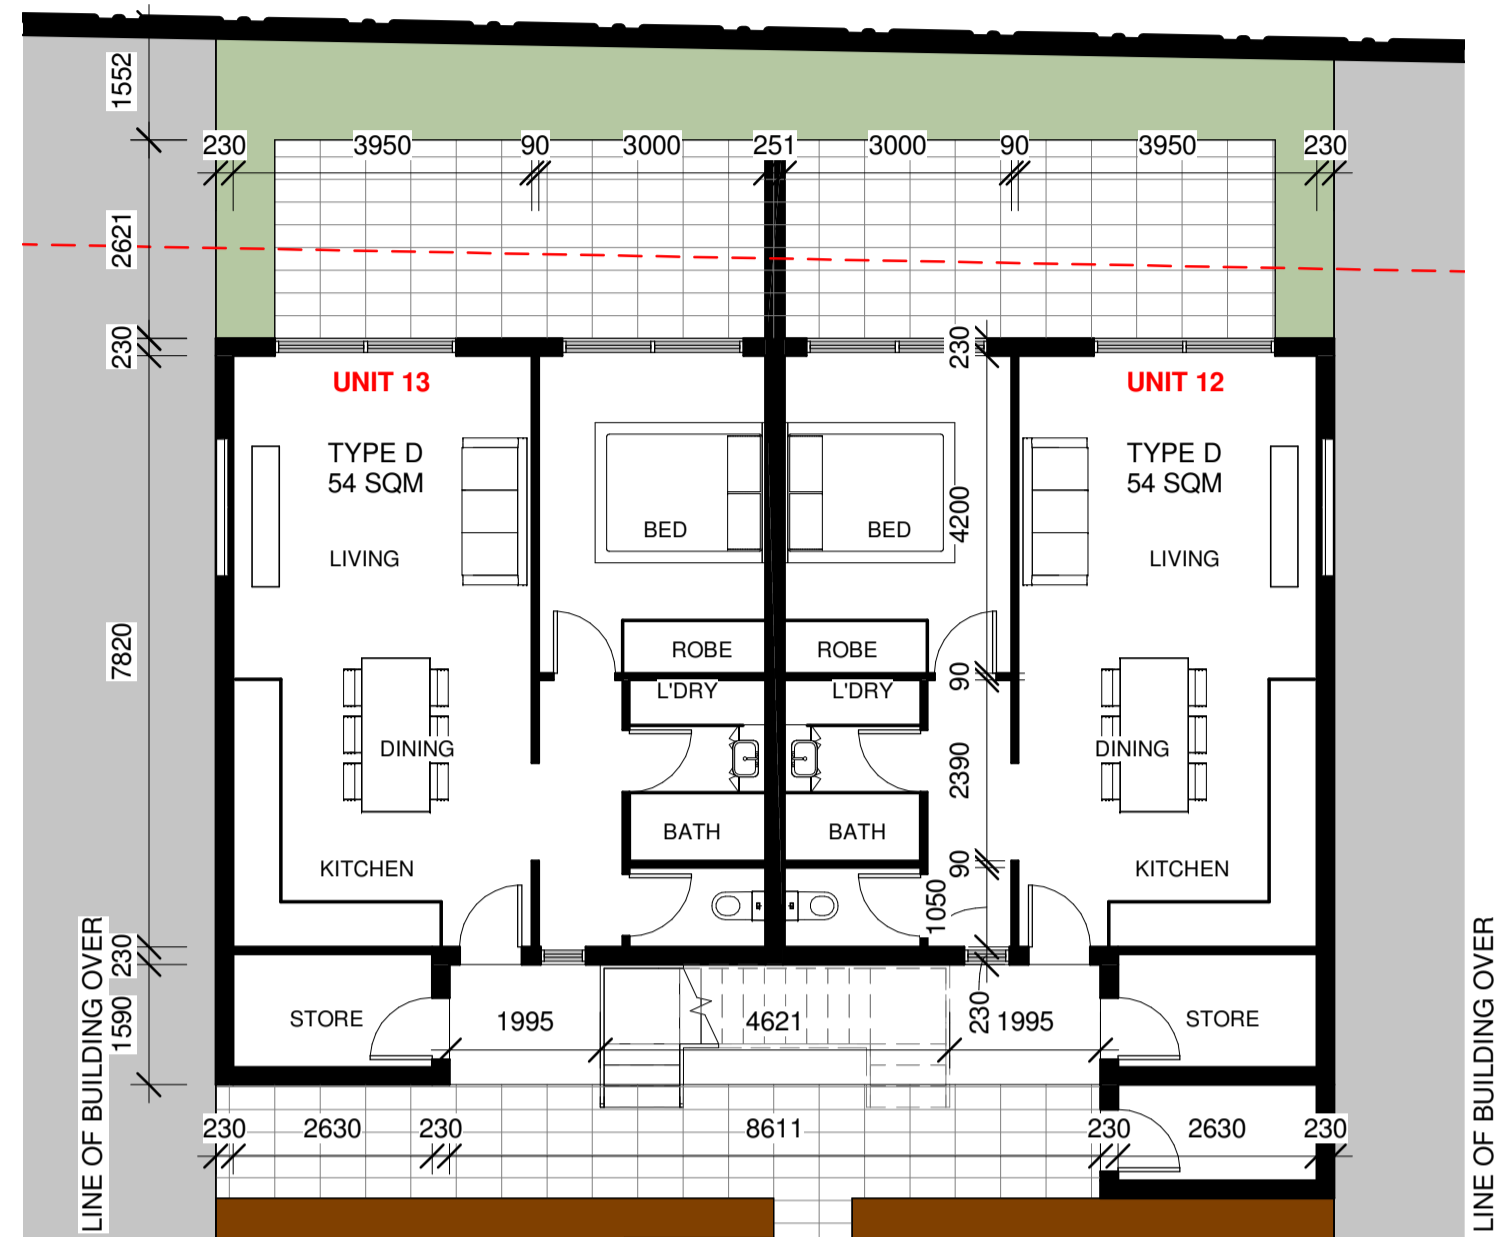 1552
230 3950 90 3000 251 3000 90 3950 230
2621
230
230
UNIT 13
UNIT 12
TYPE D
54 SQM
TYPE D
54 SQM
4200
BED
BED
LIVING
LIVING
7820
ROBE
ROBE
90
L'DRY
L'DRY
DINING
DINING
2390
BATH
BATH
KITCHEN
KITCHEN
90
1050
230
1590
230
STORE
1995
4621
1995
STORE
230 2630 230 8611 230 2630 230
LINE OF BUILDING OVER
LINE OF BUILDING OVER